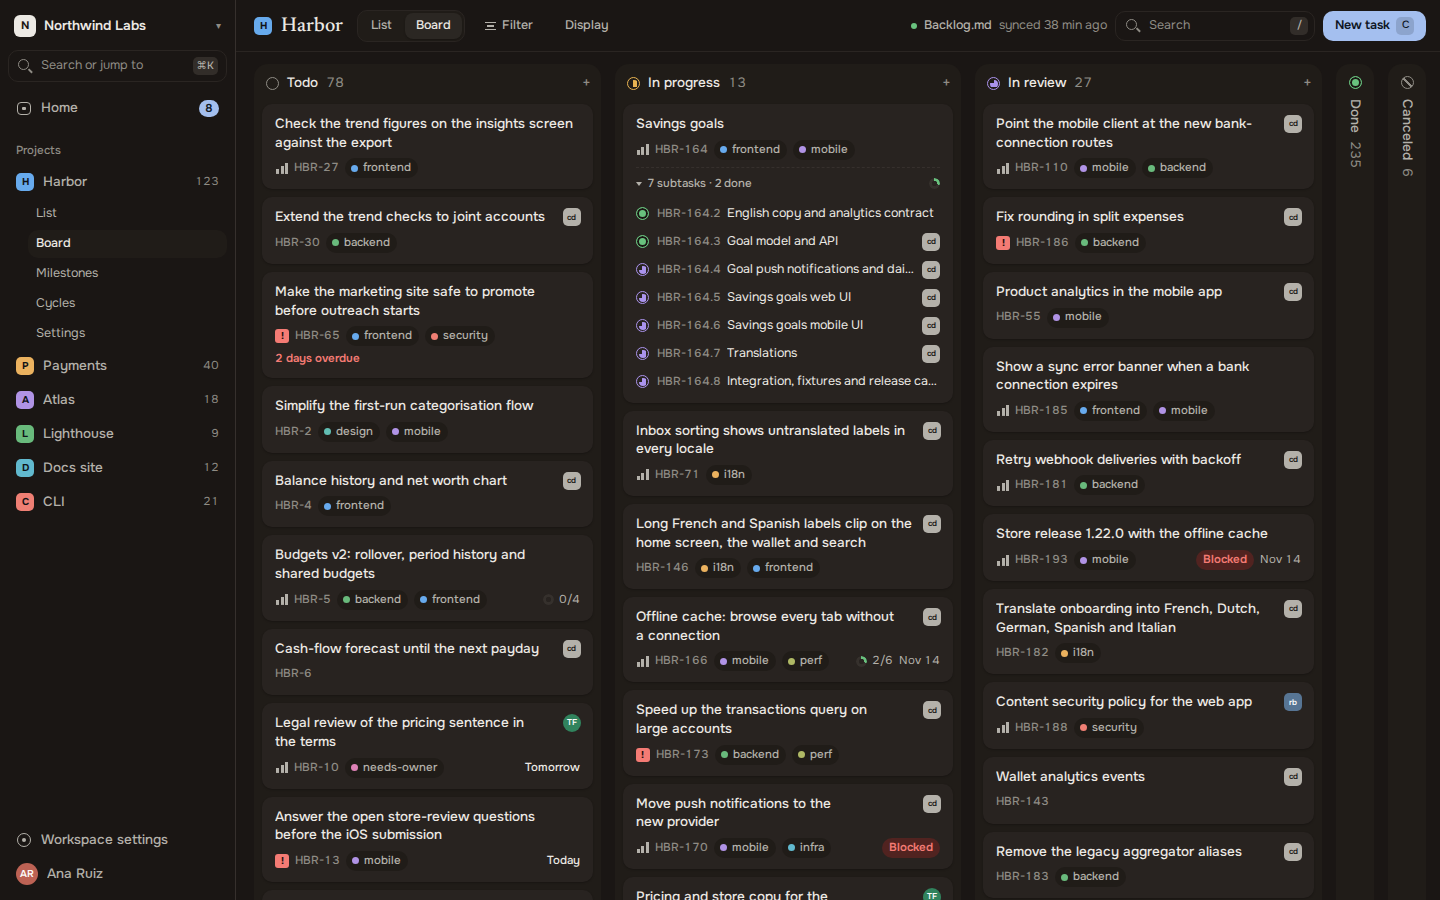 N Northwind Labs
Search or jump to ⌘K
Home 8
Projects
H Harbor 123
List
Board
Milestones
Cycles
Settings
P Payments 40
A Atlas 18
L Lighthouse 9
D Docs site 12
C CLI 21
Workspace settings
AR Ana Ruiz
H Harbor
List Board Filter Display
Backlog.md synced 38 min ago
Search /
New task C
Todo 78 +
Check the trend figures on the insights screen
against the export
HBR-27 frontend
Extend the trend checks to joint accounts cd
HBR-30 backend
Make the marketing site safe to promote
before outreach starts
! HBR-65 frontend security
2 days overdue
Simplify the first-run categorisation flow
HBR-2 design mobile
Balance history and net worth chart cd
HBR-4 frontend
Budgets v2: rollover, period history and
shared budgets
HBR-5 backend frontend 0/4
Cash-flow forecast until the next payday cd
HBR-6
Legal review of the pricing sentence in TF
the terms
HBR-10 needs-owner Tomorrow
Answer the open store-review questions
before the iOS submission
! HBR-13 mobile Today
In progress 13 +
Savings goals
HBR-164 frontend mobile
7 subtasks · 2 done
HBR-164.2 English copy and analytics contract
HBR-164.3 Goal model and API cd
HBR-164.4 Goal push notifications and dai... cd
HBR-164.5 Savings goals web UI cd
HBR-164.6 Savings goals mobile UI cd
HBR-164.7 Translations cd
HBR-164.8 Integration, fixtures and release ca...
Inbox sorting shows untranslated labels in cd
every locale
HBR-71 i18n
Long French and Spanish labels clip on the cd
home screen, the wallet and search
HBR-146 i18n frontend
Offline cache: browse every tab without cd
a connection
HBR-166 mobile perf 2/6 Nov 14
Speed up the transactions query on cd
large accounts
! HBR-173 backend perf
Move push notifications to the cd
new provider
HBR-170 mobile infra Blocked
Pricing and store copy for the TF
In review 27 +
Point the mobile client at the new bank- cd
connection routes
HBR-110 mobile backend
Fix rounding in split expenses cd
! HBR-186 backend
Product analytics in the mobile app cd
HBR-55 mobile
Show a sync error banner when a bank
connection expires
HBR-185 frontend mobile
Retry webhook deliveries with backoff cd
HBR-181 backend
Store release 1.22.0 with the offline cache
HBR-193 mobile Blocked Nov 14
Translate onboarding into French, Dutch, cd
German, Spanish and Italian
HBR-182 i18n
Content security policy for the web app rb
HBR-188 security
Wallet analytics events cd
HBR-143
Remove the legacy aggregator aliases cd
HBR-183 backend
Done 235
Canceled 6